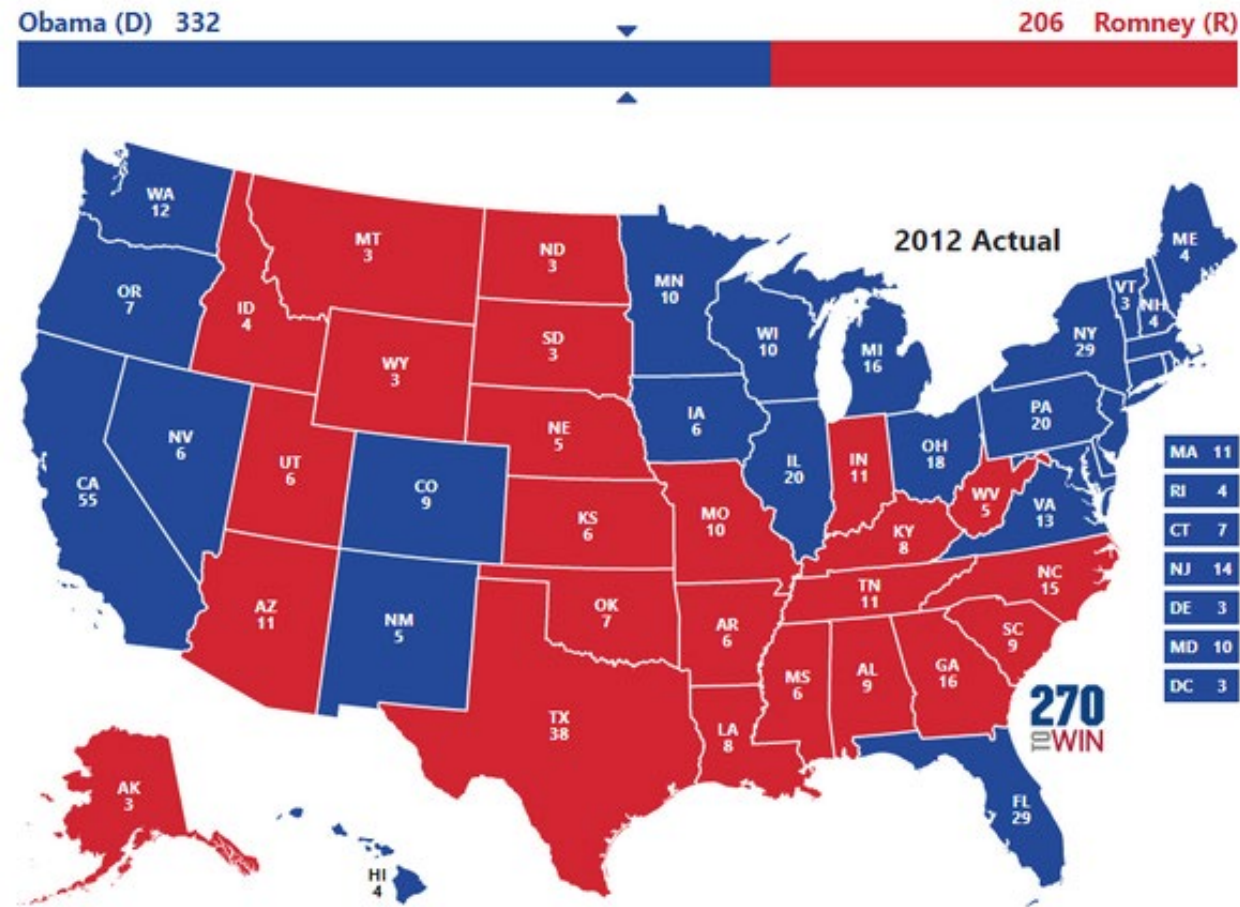 Obama (D) 332
206 Romney (R)
2012 Actual
WA
12
OR
7
CA
55
NV
6
ID
4
MT
3
WY
3
UT
6
AZ
11
CO
9
NM
5
ND
3
SD
3
NE
5
KS
6
OK
7
TX
38
MN
10
IA
6
MO
10
AR
6
LA
8
WI
10
IL
20
MI
16
IN
11
OH
18
KY
8
TN
11
MS
6
AL
9
GA
16
FL
29
SC
9
NC
15
VA
13
WV
5
PA
20
NY
29
VT
3
NH
4
ME
4
MA 11
RI 4
CT 7
NJ 14
DE 3
MD 10
DC 3
AK
3
HI
4
270
TO WIN